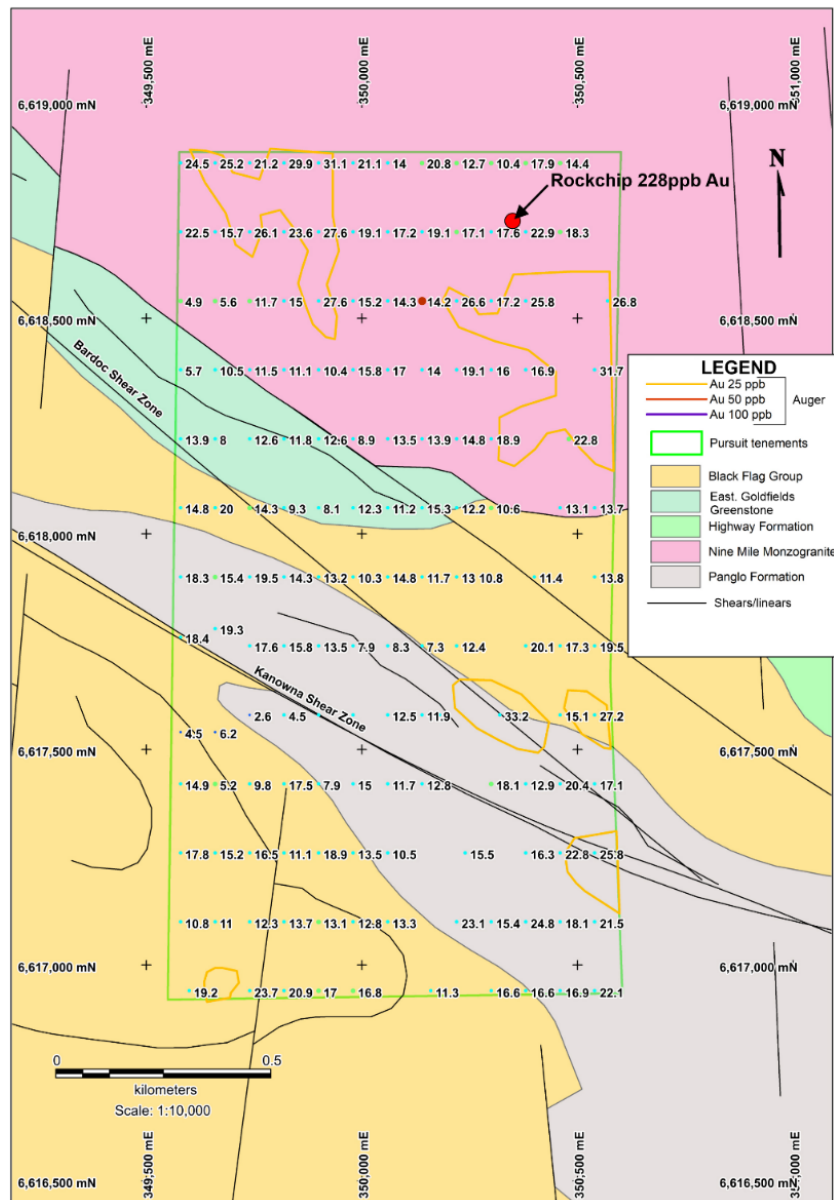 349,500 mE
350,000 mE
350,500 mE
6,619,000 mN
6,619,000 mN
N
24.5 25.2 21.2 29.9 31.1 21.1 14 20.8 12.7 10.4 17.9 14.4
Rockchip 228ppb Au
22.5 15.7 26.1 23.6 27.6 19.1 17.2 19.1 17.1 17.6 22.9 18.3
4.9 5.6 11.7 15 27.6 15.2 14.3 14.2 26.6 17.2 25.8 26.8
6,618,500 mN
Bardoc Shear Zone
5.7 10.5 11.5 11.1 10.4 15.8 17 14 19.1 16 16.9 31.7
13.9 8 12.6 11.8 12.6 8.9 13.5 13.9 14.8 18.9 22.8
14.8 20 14.3 9.3 8.1 12.3 11.2 15.3 12.2 10.6 13.1 13.7
LEGEND
Au 25 ppb
Au 50 ppb
Au 100 ppb
Auger
Pursuit tenements
Black Flag Group
East. Goldfields
Greenstone
Highway Formation
Nine Mile Monzogranite
Panglo Formation
Shears/linears
6,618,000 mN
18.3 15.4 19.5 14.3 13.2 10.3 14.8 11.7 13 10.8 11.4 13.8
18.4 19.3 17.6 15.8 13.5 7.9 8.3 7.3 12.4 20.1 17.3 19.5
Kanowna Shear Zone
4.5 6.2 2.6 4.5 12.5 11.9 33.2 15.1 27.2
6,617,500 mN
6,617,500 mN
14.9 5.2 9.8 17.5 7.9 15 11.7 12.8 18.1 12.9 20.4 17.1
17.8 15.2 16.5 11.1 18.9 13.5 10.5 15.5 16.3 22.8 25.8
10.8 11 12.3 13.7 13.1 12.8 13.3 23.1 15.4 24.8 18.1 21.5
6,617,000 mN
6,617,000 mN
19.2 23.7 20.9 17 16.8 11.3 16.6 16.6 16.9 22.1
0 0.5
kilometers
Scale: 1:10,000
6,616,500 mN
6,616,500 mN
349,500 mE
350,000 mE
350,500 mE